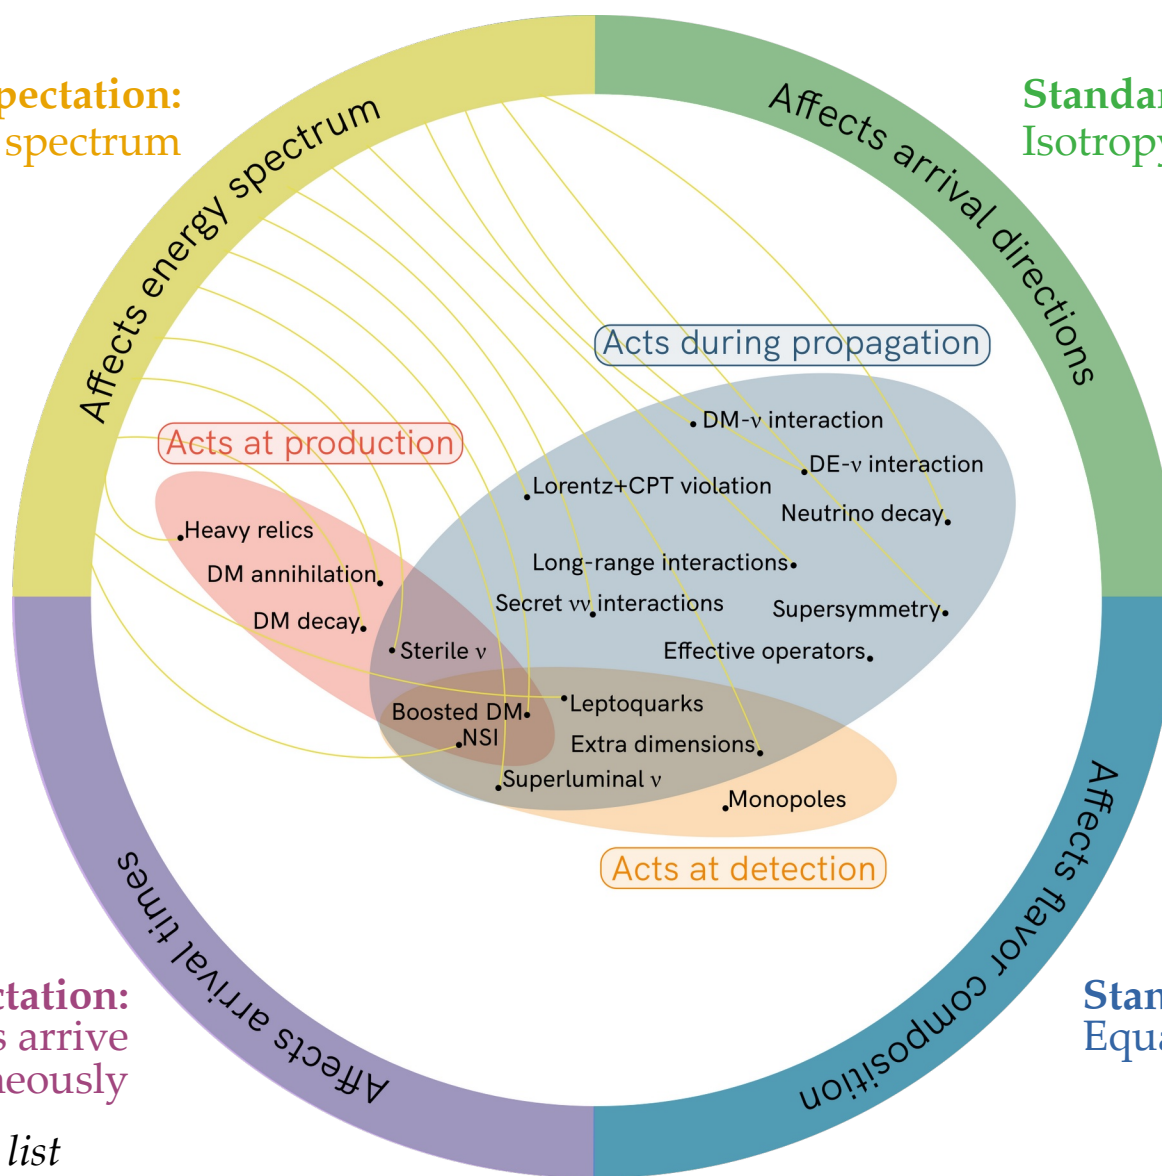 pectation:
spectrum
Standar
Isotropy
Affects energy spectrum
Affects arrival directions
Acts during propagation
Acts at production
DM-ν interaction
DE-ν interaction
Lorentz+CPT violation
Neutrino decay
Heavy relics
DM annihilation
Long-range interactions
Secret νν interactions
Supersymmetry
DM decay
Sterile ν
Effective operators
Leptoquarks
Boosted DM
NSI
Extra dimensions
Superluminal ν
Monopoles
Acts at detection
Affects arrival times
Affects flavor composition
ctation:
s arrive
neously
Stan
Equa
list